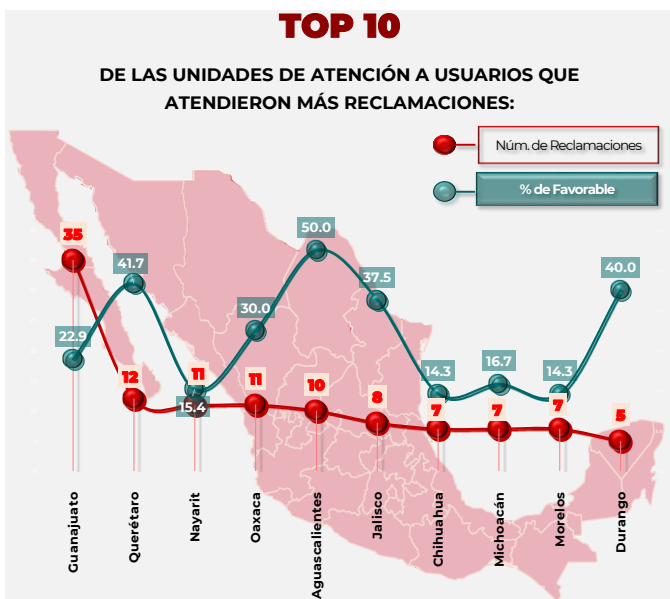 TOP 10
DE LAS UNIDADES DE ATENCIÓN A USUARIOS QUE
ATENDIERON MÁS RECLAMACIONES:
Núm. de Reclamaciones
% de Favorable
50.0
35
41.7
37.5
40.0
30.0
22.9
14.3
16.7
14.3
12
11
11
10
8
7
7
7
5
15.4
Guanajuato
Querétaro
Nayarit
Oaxaca
Aguascalientes
Jalisco
Chihuahua
Michoacán
Morelos
Durango